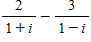 2/(1 + i) − 3/(1 − i)